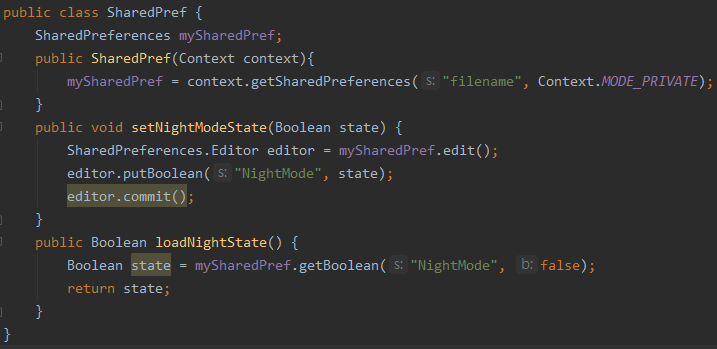 public class SharedPref {
    SharedPreferences mySharedPref;
    public SharedPref(Context context){
        mySharedPref = context.getSharedPreferences( s: "filename", Context.MODE_PRIVATE);
    }
    public void setNightModeState(Boolean state) {
        SharedPreferences.Editor editor = mySharedPref.edit();
        editor.putBoolean( s: "NightMode", state);
        editor.commit();
    }
    public Boolean loadNightState() {
        Boolean state = mySharedPref.getBoolean( s: "NightMode", b: false);
        return state;
    }
}